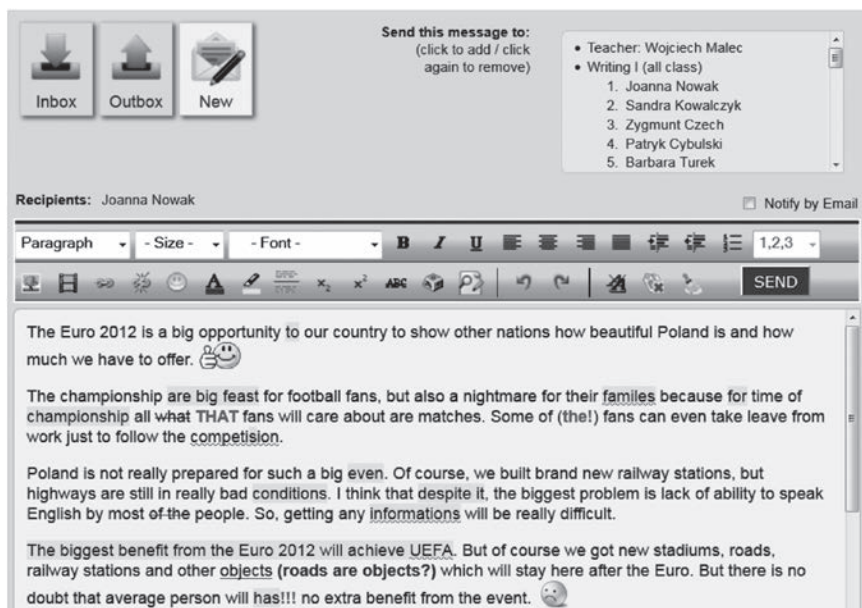 Send this message to:
(click to add / click
again to remove)
• Teacher: Wojciech Malec
• Writing I (all class)
1. Joanna Nowak
2. Sandra Kowalczyk
3. Zygmunt Czech
4. Patryk Cybulski
5. Barbara Turek
Inbox Outbox New
Recipients: Joanna Nowak
Notify by Email
Paragraph - Size - - Font - B I U 1,2,3
A x₂ x² ABC SEND
The Euro 2012 is a big opportunity to our country to show other nations how beautiful Poland is and how
much we have to offer.
The championship are big feast for football fans, but also a nightmare for their familes because for time of
championship all what THAT fans will care about are matches. Some of (the!) fans can even take leave from
work just to follow the competision.
Poland is not really prepared for such a big even. Of course, we built brand new railway stations, but
highways are still in really bad conditions. I think that despite it, the biggest problem is lack of ability to speak
English by most of the people. So, getting any informations will be really difficult.
The biggest benefit from the Euro 2012 will achieve UEFA. But of course we got new stadiums, roads,
railway stations and other objects (roads are objects?) which will stay here after the Euro. But there is no
doubt that average person will has!!! no extra benefit from the event.